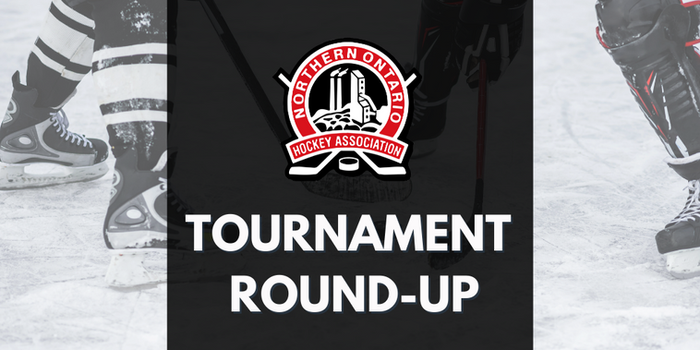 NORTHERN ONTARIO
HOCKEY ASSOCIATION
TOURNAMENT
ROUND-UP